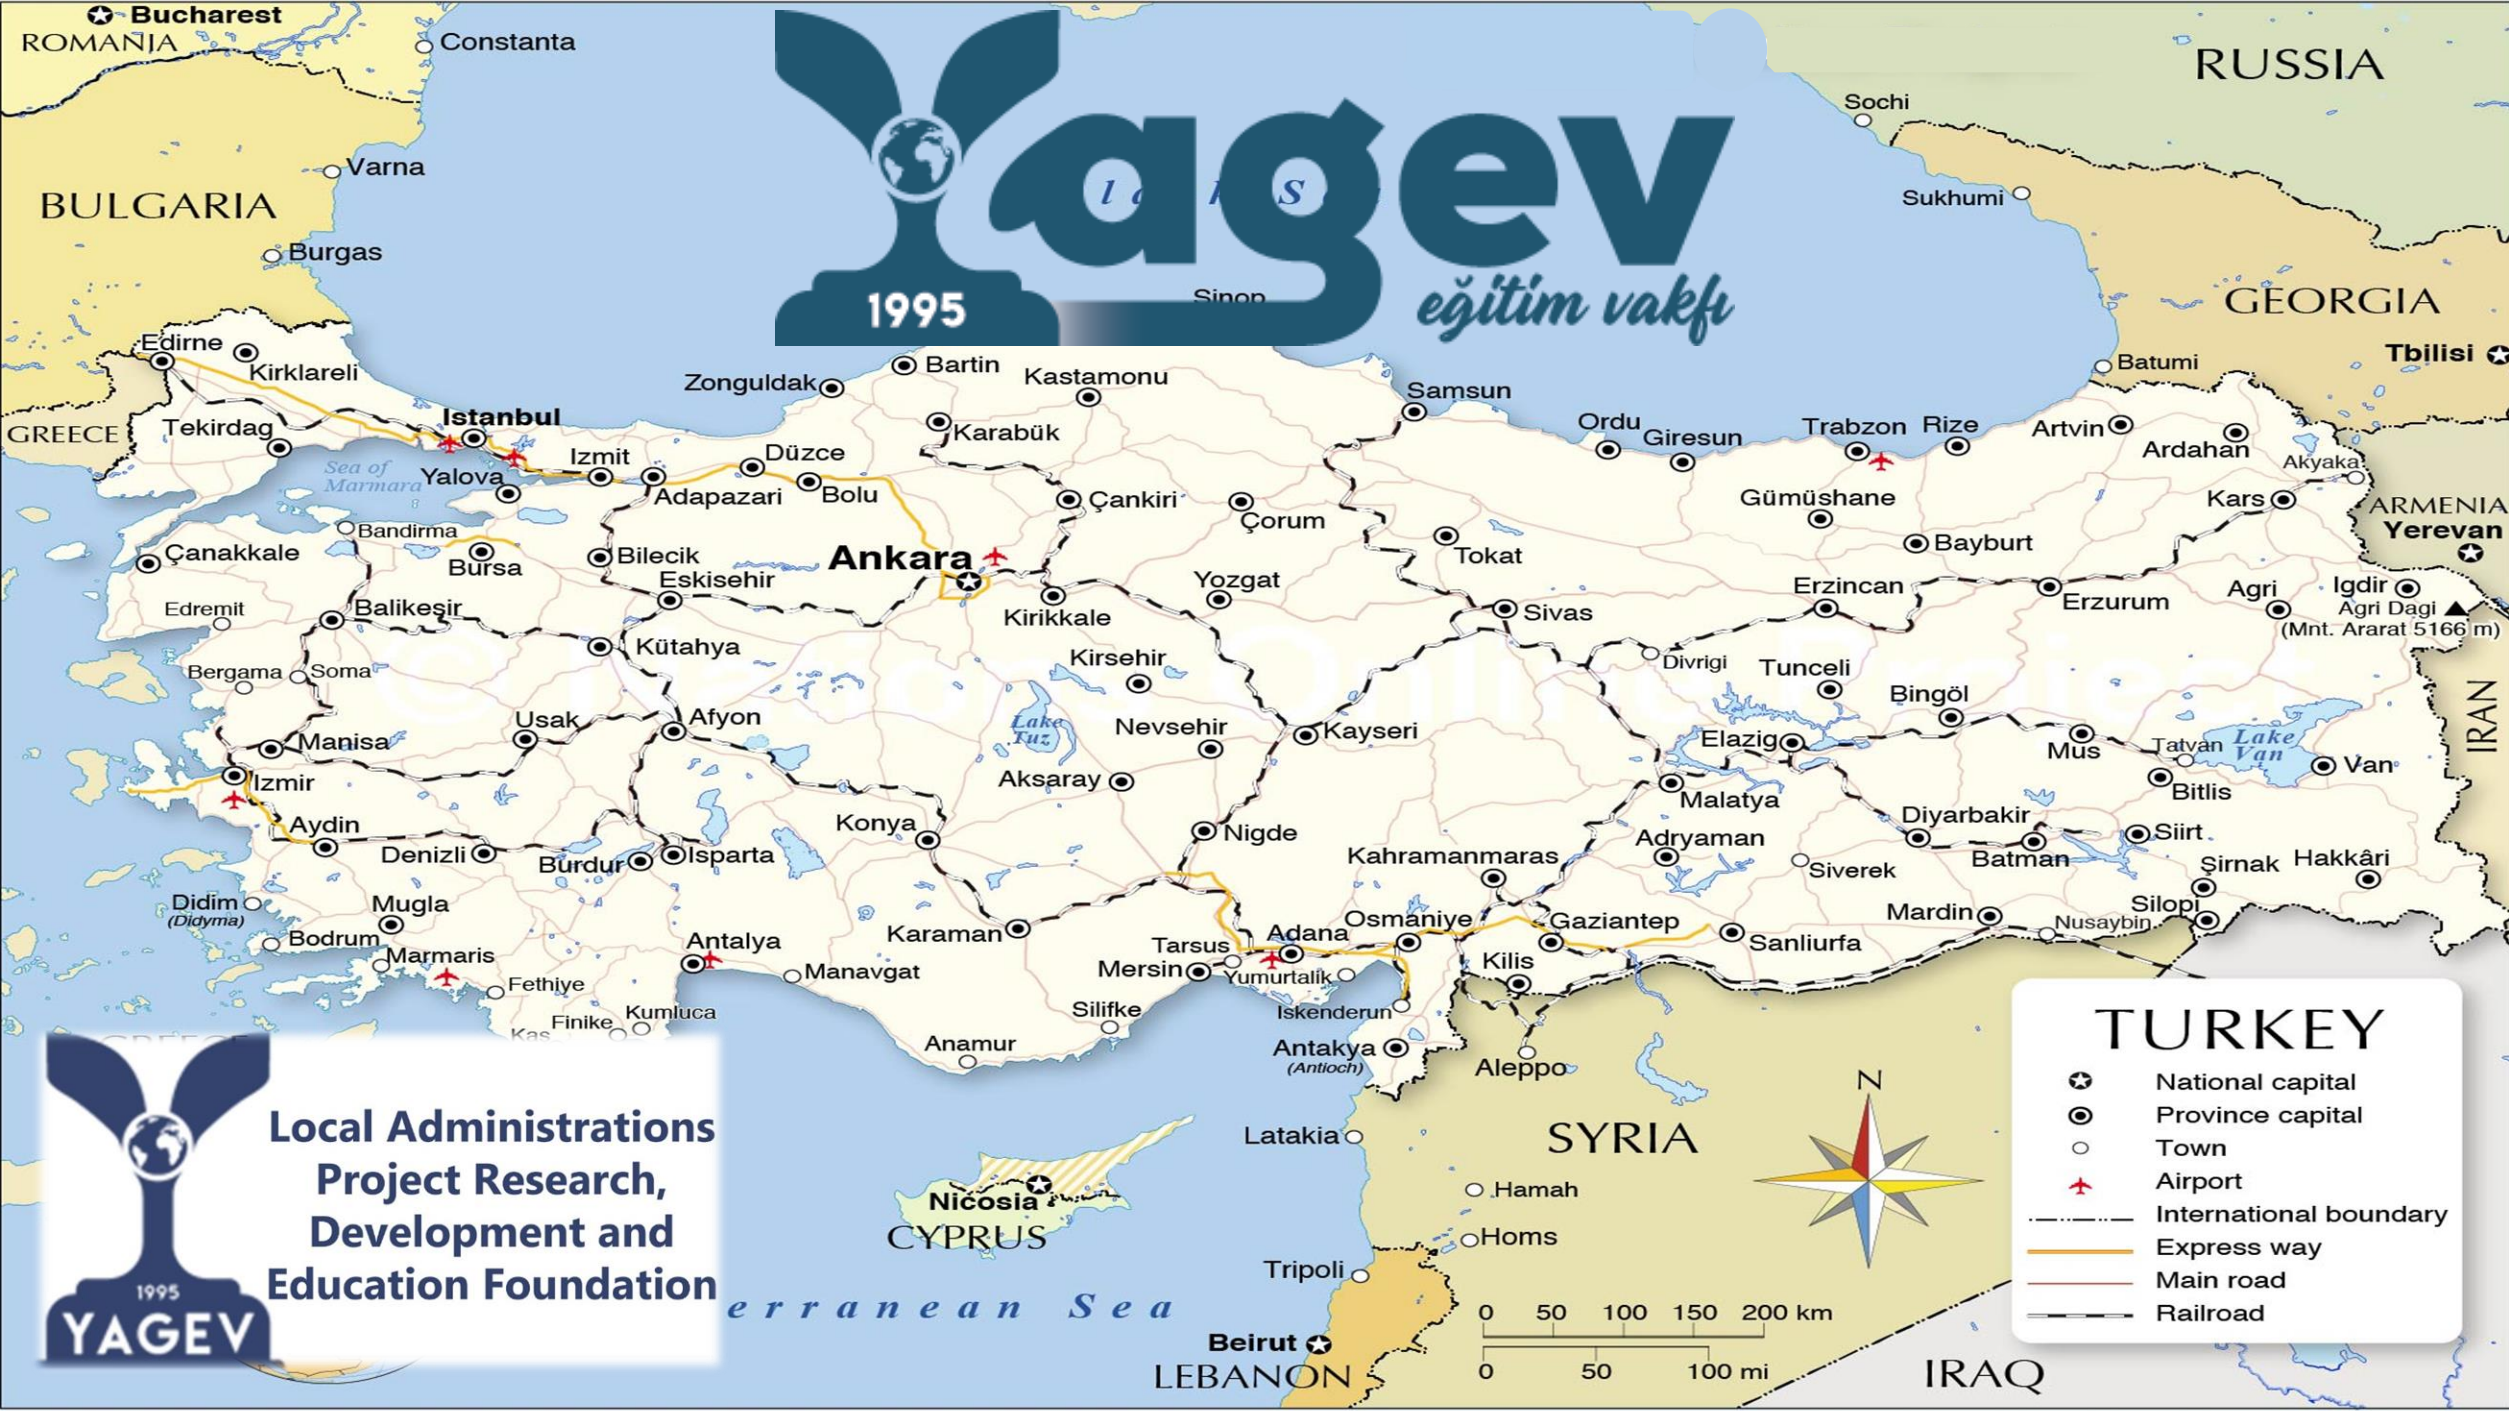 Bucharest
ROMANIA
Constanta
RUSSIA
Sochi
Varna
BULGARIA
Sukhumi
Burgas
Yagev
1995
eğitim vakfı
Sinop
GEORGIA
Tbilisi
Batumi
Edirne
Kirklareli
Zonguldak
Bartin
Kastamonu
Samsun
Istanbul
GREECE
Tekirdag
Karabük
Ordu
Giresun
Trabzon
Rize
Artvin
Ardahan
Akyaka
Sea of
Marmara
Yalova
Izmit
Düzce
Adapazari
Bolu
Çankiri
Çorum
Gümüshane
Kars
ARMENIA
Yerevan
Bandirma
Çanakkale
Bursa
Bilecik
Ankara
Tokat
Bayburt
Eskisehir
Yozgat
Erzincan
Erzurum
Agri
Igdir
Agri Dagi
(Mnt. Ararat 5166 m)
Edremit
Balikesir
Kirikkale
Sivas
Kütahya
Kirsehir
Divrigi
Tunceli
Bergama
Soma
Bingöl
IRAN
Usak
Afyon
Lake
Tuz
Nevsehir
Kayseri
Manisa
Elazig
Mus
Tatvan
Lake
Van
Van
Izmir
Aksaray
Malatya
Bitlis
Aydin
Konya
Nigde
Adryaman
Diyarbakir
Siirt
Denizli
Burdur
Isparta
Kahramanmaras
Siverek
Batman
Şirnak
Hakkâri
Didim
(Didyma)
Mugla
Karaman
Osmaniye
Gaziantep
Mardin
Silopi
Nusaybin
Bodrum
Marmaris
Antalya
Manavgat
Tarsus
Adana
Sanliurfa
Mersin
Yumurtalik
Kilis
Fethiye
Finike
Kumluca
Kas
Silifke
Iskenderun
Anamur
Antakya
(Antioch)
Aleppo
GREECE
Local Administrations
Project Research,
Development and
Education Foundation
1995
YAGEV
Latakia
SYRIA
Nicosia
CYPRUS
Hamah
Homs
Tripoli
erranean Sea
Beirut
LEBANON
N
0 50 100 150 200 km
0 50 100 mi
IRAQ
TURKEY
National capital
Province capital
Town
Airport
International boundary
Express way
Main road
Railroad